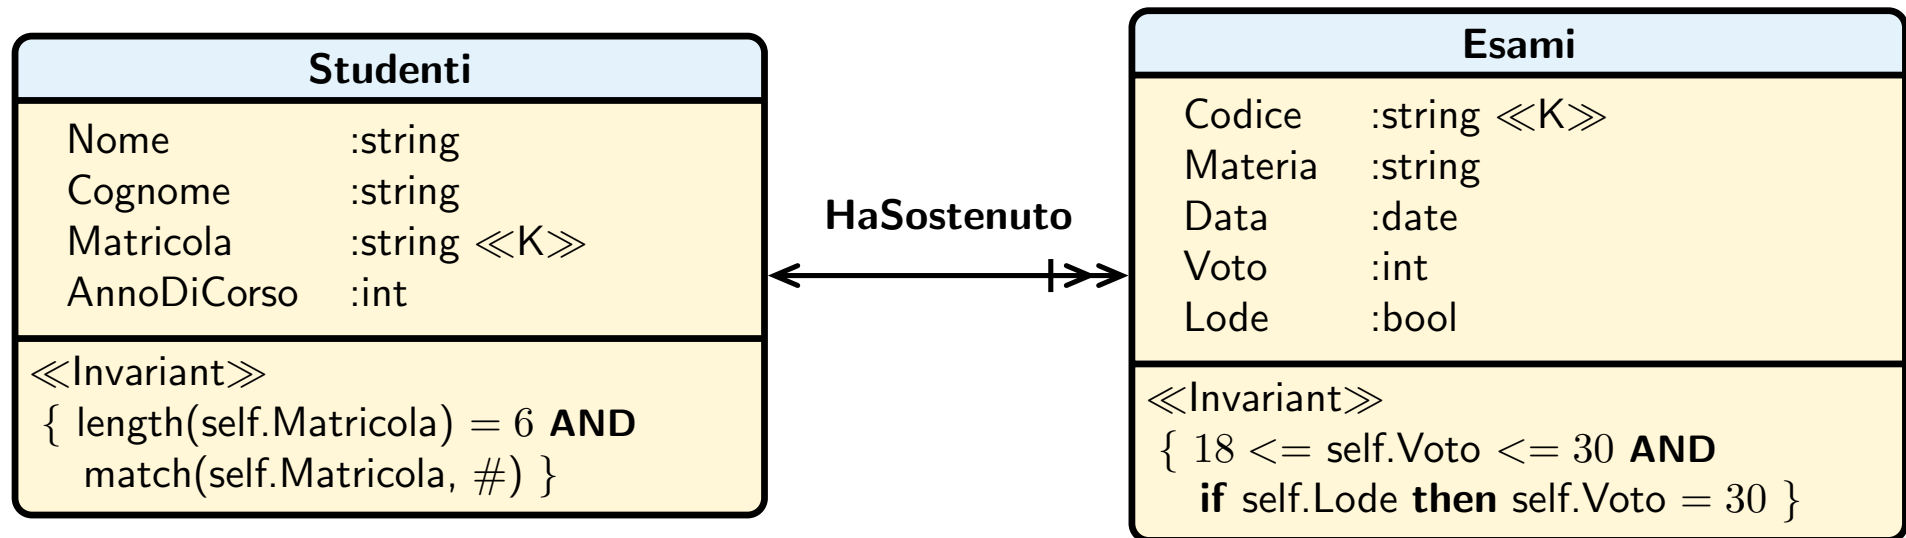 Studenti
Nome :string
Cognome :string
Matricola :string ≪K≫
AnnoDiCorso :int
≪Invariant≫
{ length(self.Matricola) = 6 AND
match(self.Matricola, #) }
HaSostenuto
Esami
Codice :string ≪K≫
Materia :string
Data :date
Voto :int
Lode :bool
≪Invariant≫
{ 18 <= self.Voto <= 30 AND
if self.Lode then self.Voto = 30 }